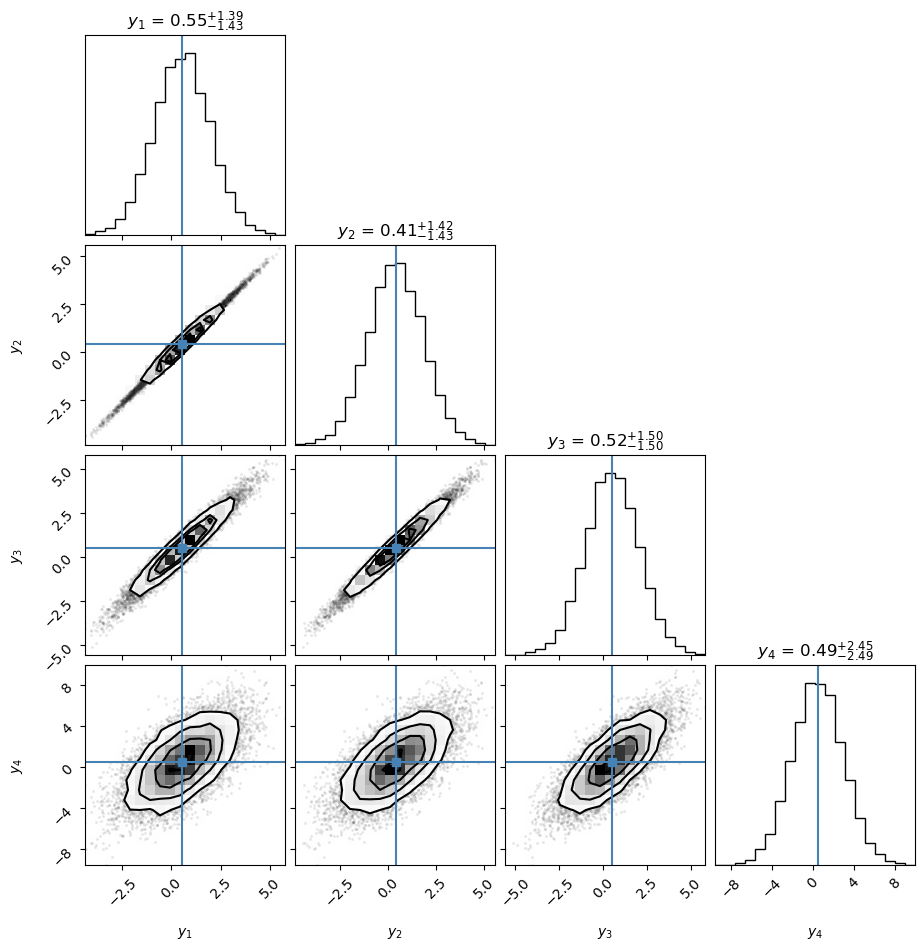 y₁ = 0.55+1.39 −1.43
y₂ = 0.41+1.42 −1.43
5.0
2.5
0.0
−2.5
y₂
y₃ = 0.52+1.50 −1.50
5.0
2.5
0.0
−2.5
−5.0
y₃
y₄ = 0.49+2.45 −2.49
8
4
0
−4
−8
y₄
−2.5 0.0 2.5 5.0
−2.5 0.0 2.5 5.0
−5.0 −2.5 0.0 2.5 5.0
−8 −4 0 4 8
y₁ y₂ y₃ y₄